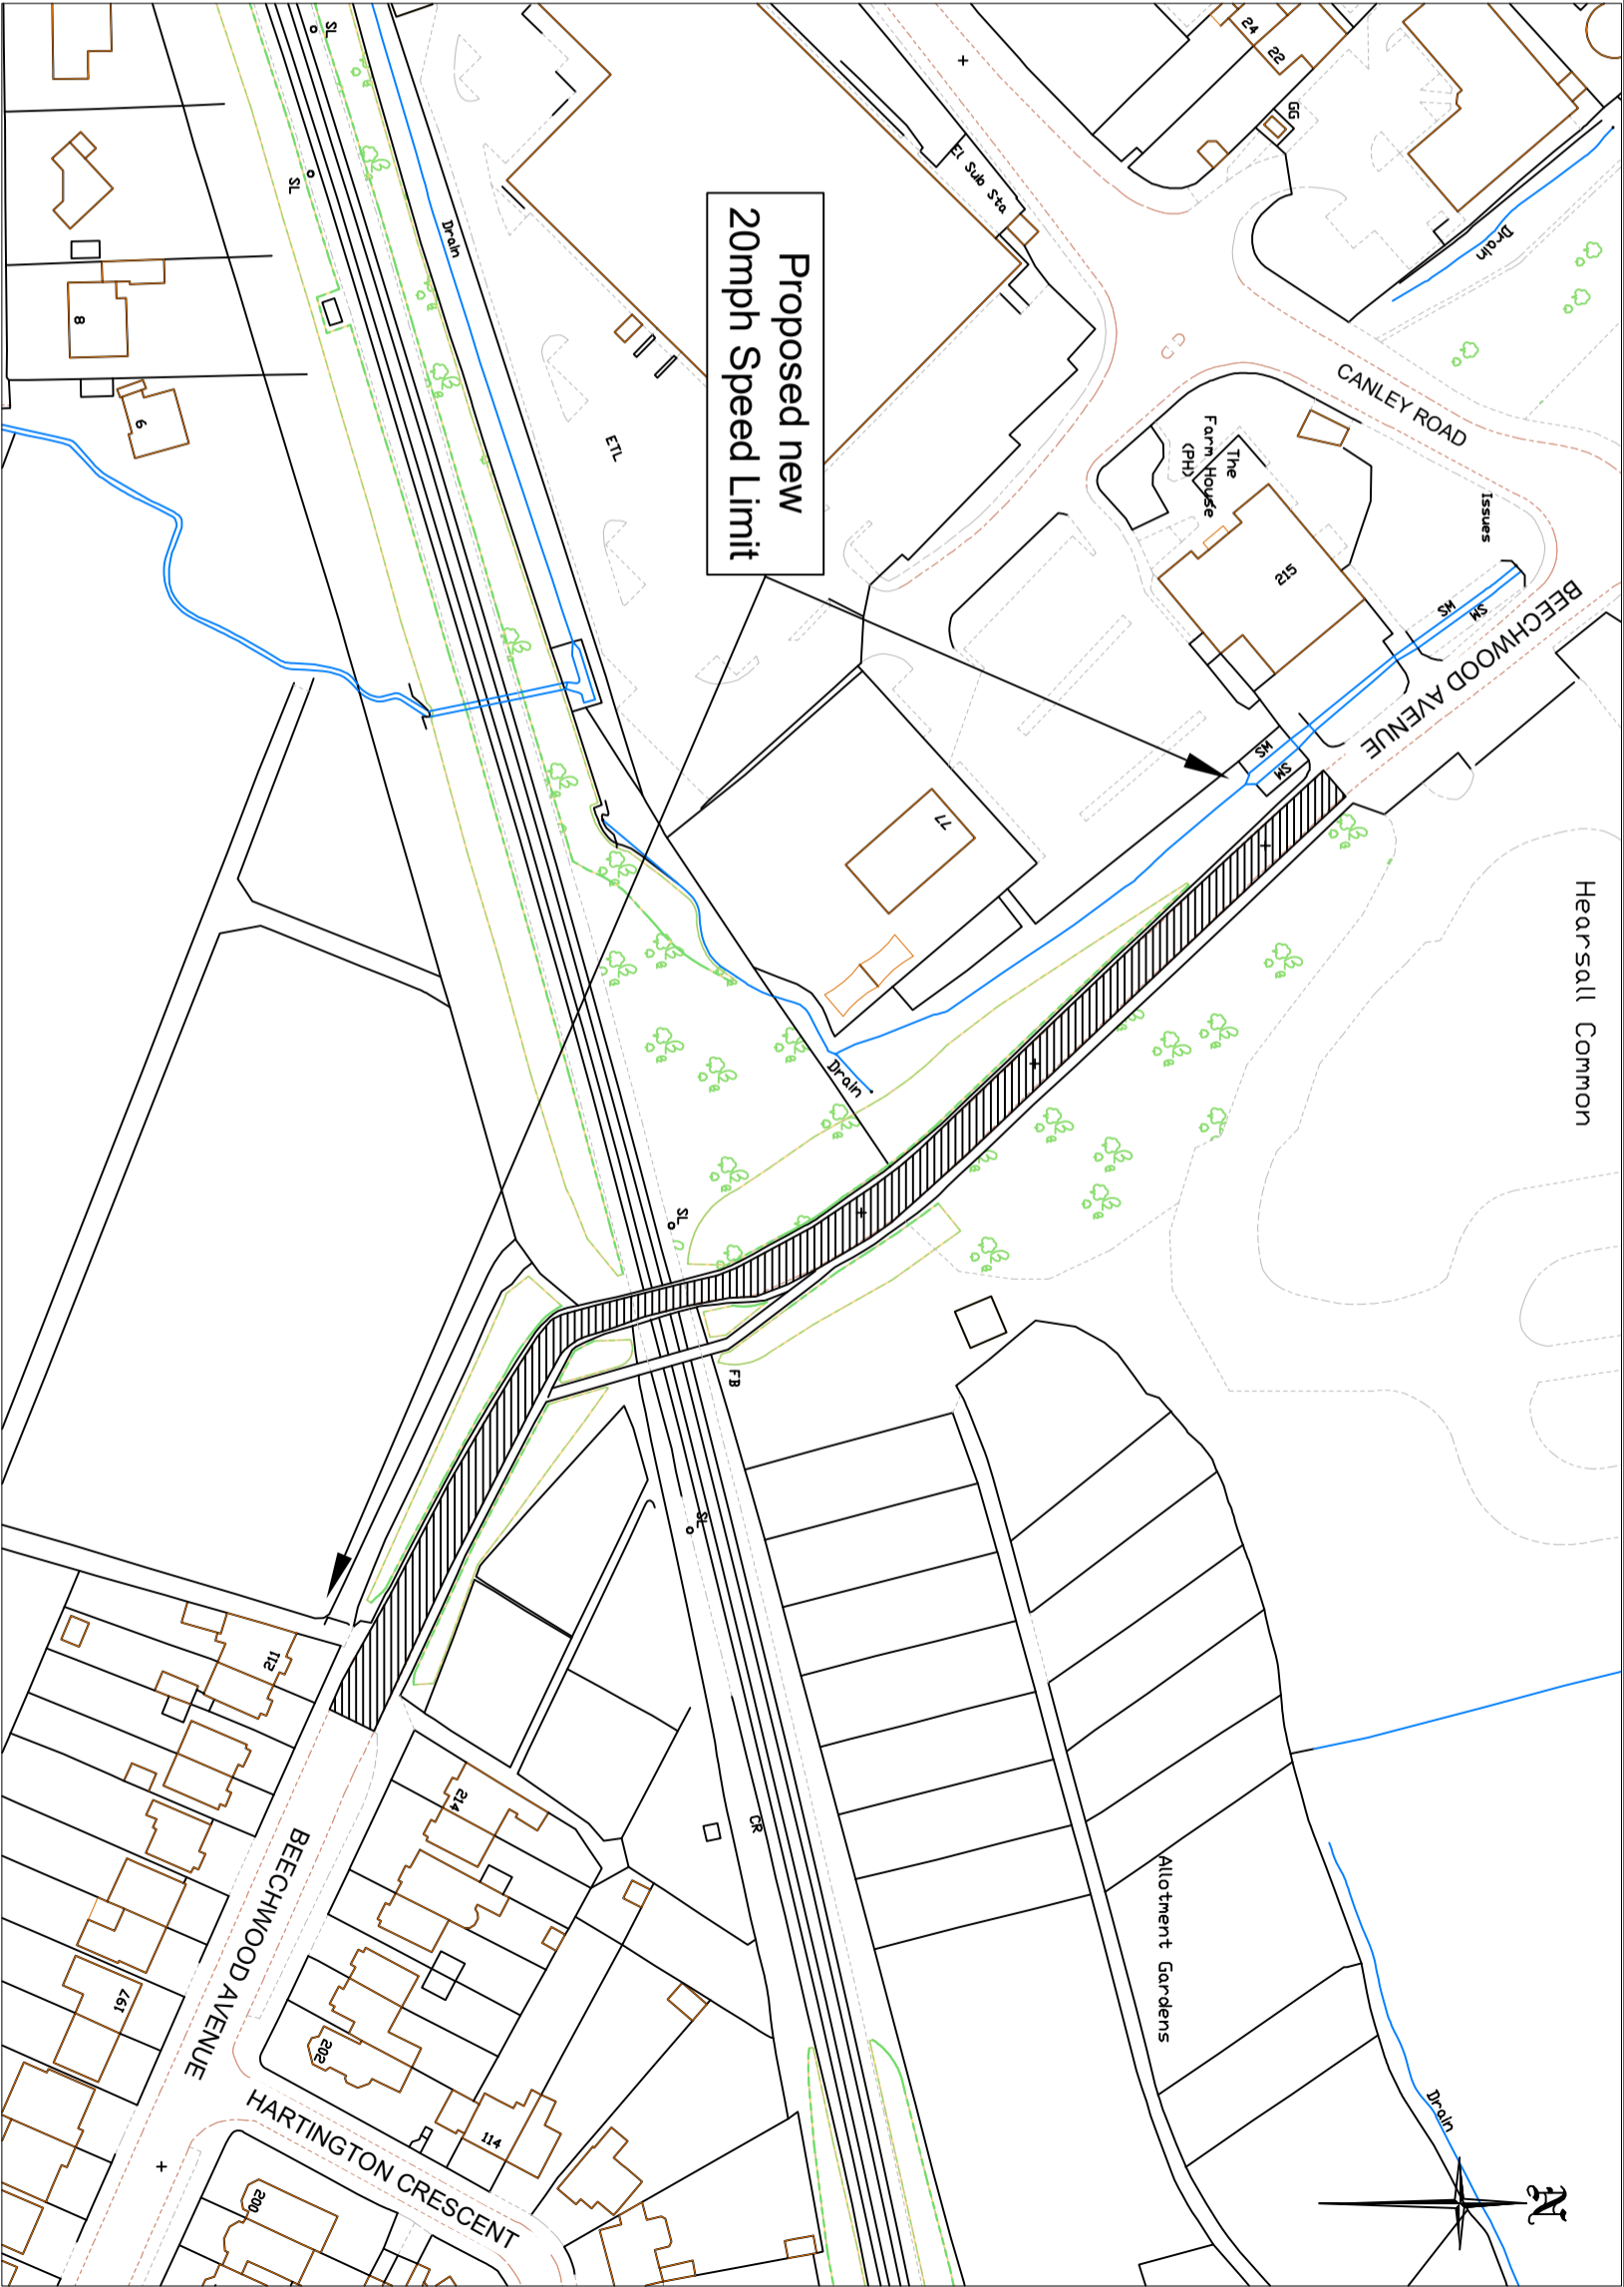 Proposed new
20mph Speed Limit
CANLEY ROAD
BEECHWOOD AVENUE
Hearsall Common
The
Farm House
(PH)
215
Issues
SM
SM
SM
SM
El Sub Sta
24
22
GG
Drain
Drain
Drain
Drain
SL
SL
SL
SL
ETL
8
6
77
FB
CR
211
214
197
202
114
200
BEECHWOOD AVENUE
HARTINGTON CRESCENT
Allotment Gardens
N